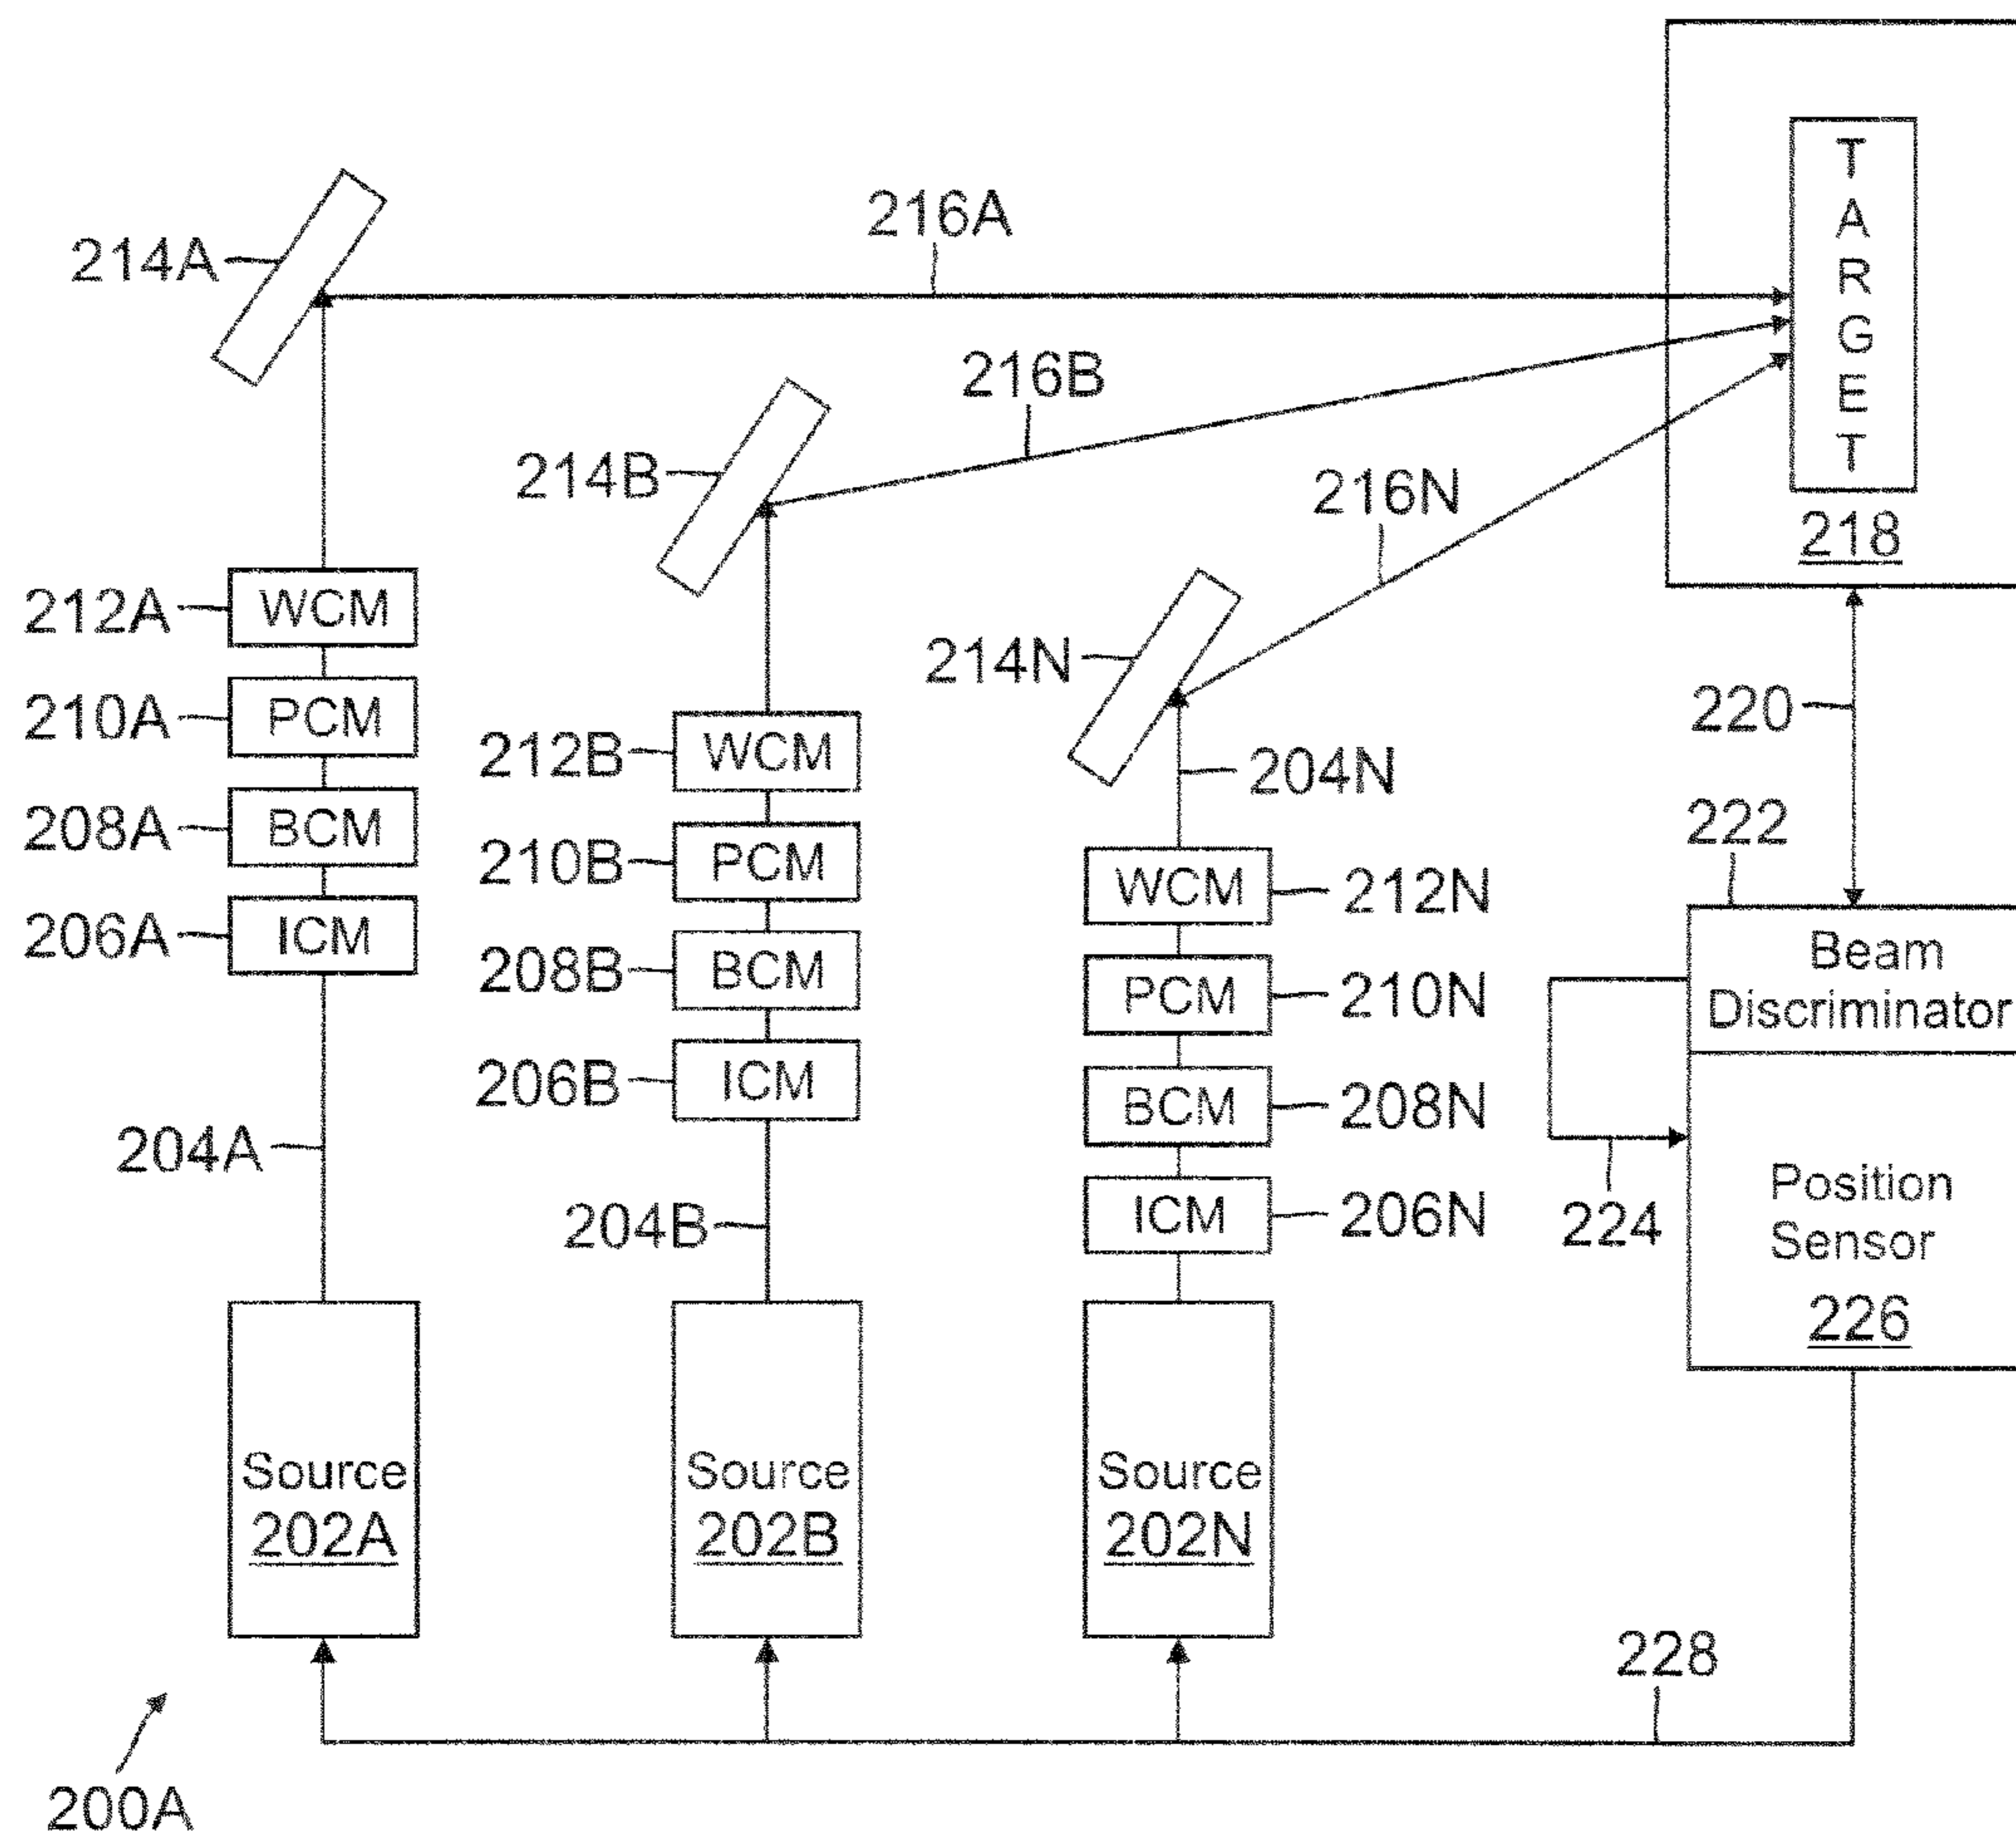 216A
T
A
R
G
E
T
218
214A
216B
214B
216N
214N
212A
WCM
210A
PCM
208A
BCM
206A
ICM
204A
212B
WCM
210B
PCM
208B
BCM
206B
ICM
204B
204N
WCM
212N
PCM
210N
BCM
208N
ICM
206N
220
222
Beam
Discriminator
224
Position
Sensor
226
Source
202A
Source
202B
Source
202N
228
200A